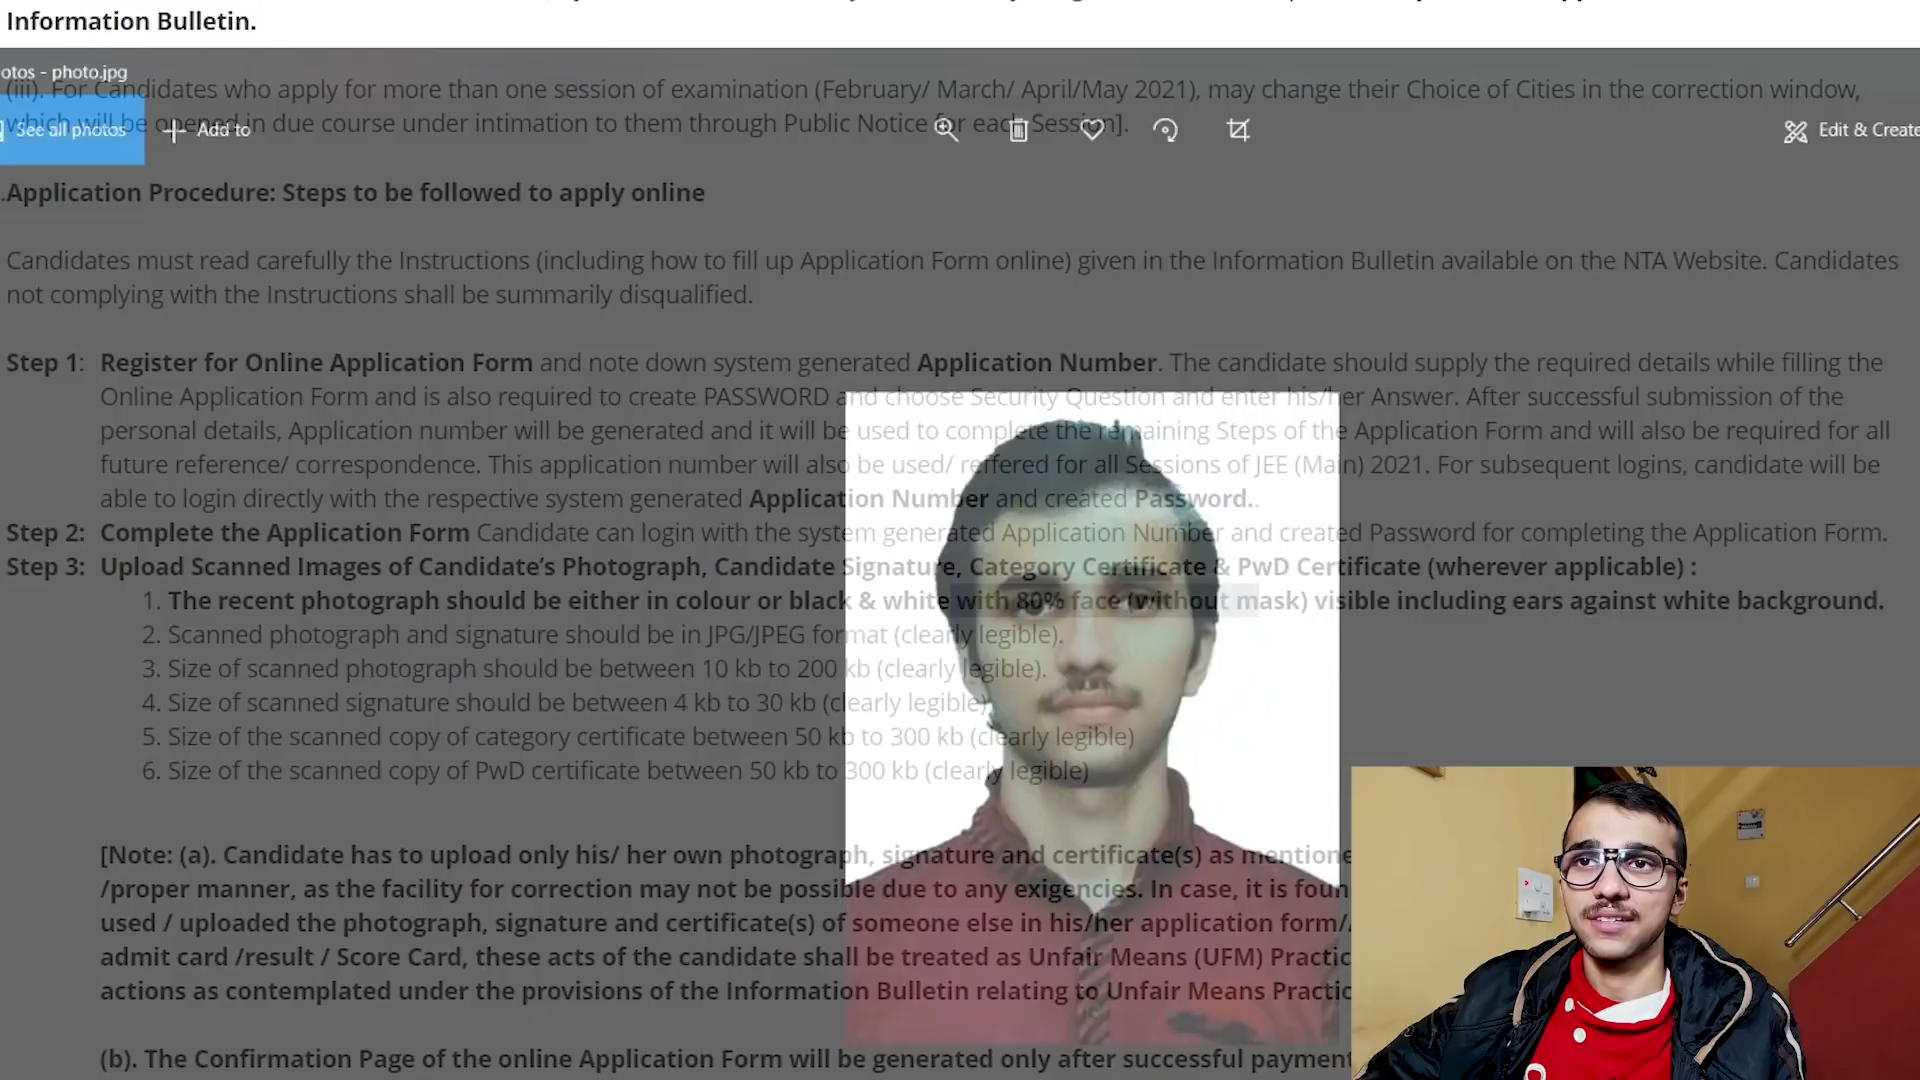 Information Bulletin.
otos - photo.jpg
(iii). For Candidates who apply for more than one session of examination (February/ March/ April/May 2021), may change their Choice of Cities in the correction window,
which will be opened in due course under intimation to them through Public Notice for each Session].
See all photos
Add to
Edit & Create
.Application Procedure: Steps to be followed to apply online
Candidates must read carefully the Instructions (including how to fill up Application Form online) given in the Information Bulletin available on the NTA Website. Candidates
not complying with the Instructions shall be summarily disqualified.
Step 1: Register for Online Application Form and note down system generated Application Number. The candidate should supply the required details while filling the
Online Application Form and is also required to create PASSWORD and choose Security Question and enter his/her Answer. After successful submission of the
personal details, Application number will be generated and it will be used to complete the remaining Steps of the Application Form and will also be required for all
future reference/ correspondence. This application number will also be used/ reffered for all Sessions of JEE (Main) 2021. For subsequent logins, candidate will be
able to login directly with the respective system generated Application Number and created Password..
Step 2: Complete the Application Form Candidate can login with the system generated Application Number and created Password for completing the Application Form.
Step 3: Upload Scanned Images of Candidate's Photograph, Candidate Signature, Category Certificate & PwD Certificate (wherever applicable) :
1. The recent photograph should be either in colour or black & white with 80% face (without mask) visible including ears against white background.
2. Scanned photograph and signature should be in JPG/JPEG format (clearly legible).
3. Size of scanned photograph should be between 10 kb to 200 kb (clearly legible).
4. Size of scanned signature should be between 4 kb to 30 kb (clearly legible)
5. Size of the scanned copy of category certificate between 50 kb to 300 kb (clearly legible)
6. Size of the scanned copy of PwD certificate between 50 kb to 300 kb (clearly legible)
[Note: (a). Candidate has to upload only his/ her own photograph, signature and certificate(s) as mentione
/proper manner, as the facility for correction may not be possible due to any exigencies. In case, it is foun
used / uploaded the photograph, signature and certificate(s) of someone else in his/her application form/
admit card /result / Score Card, these acts of the candidate shall be treated as Unfair Means (UFM) Practic
actions as contemplated under the provisions of the Information Bulletin relating to Unfair Means Practic
(b). The Confirmation Page of the online Application Form will be generated only after successful payment